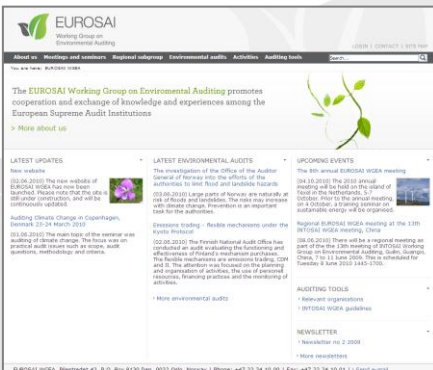 EUROSAI
Working Group on
Environmental Auditing
LOGIN | CONTACT | SITE MAP
About us Meetings and seminars Regional subgroup Environmental audits Activities Auditing tools
Search...
You are here: EUROSAI WGEA
The EUROSAI Working Group on Enviromental Auditing promotes
cooperation and exchange of knowledge and experiences among the
European Supreme Audit Institutions
> More about us
LATEST UPDATES
New website
(02.06.2010) The new website of
EUROSAI WGEA has now been
launched. Please note that the site is
still under construction, and will be
continuously updated.
Auditing Climate Change in Copenhagen,
Denmark 23-24 March 2010
(01.06.2010) The main topic of the seminar was
auditing of climate change. The focus was on
practical audit issues such as scope, audit
questions, methodology and criteria.
LATEST ENVIRONMENTAL AUDITS
The investigation of the Office of the Auditor
General of Norway into the efforts of the
authorities to limit flood and landslide hazards
(03.06.2010) Large parts of Norway are naturally at
risk of floods and landslides. The risks may increase
with climate change. Prevention is an important
task for the authorities.
Emissions trading - flexible mechanisms under the
Kyoto Protocol
(02.06.2010) The Finnish National Audit Office has
conducted an audit evaluating the functioning and
effectiveness of Finland's mechanism purchases.
The flexible mechanisms are emissions trading, CDM
and JI. The attention was focused on the planning
and organisation of activities, the use of personnel
resources, financing practices and the monitoring of
activities.
› More environmental audits
UPCOMING EVENTS
The 8th annual EUROSAI WGEA meeting
(04.10.2010) The 2010 annual
meeting will be held on the island of
Texel in the Netherlands, 5-7
October. Prior to the annual meeting,
on 4 October, a training seminar on
sustainable energy will be organised.
Regional EUROSAI WGEA meeting at the 13th
INTOSAI WGEA meeting, China
(08.06.2010) There will be a regional meeting as
part of the the 13th meeting of INTOSAI Working
Group on Environmental Auditing, Guilin, Guangxi,
China, 7 to 11 June 2009. This is scheduled for
Tuesday 8 June 2010 1445-1700.
AUDITING TOOLS
› Relevant organisations
› INTOSAI WGEA guidelines
NEWSLETTER
› Newsletter no 2 2009
› More newsletters